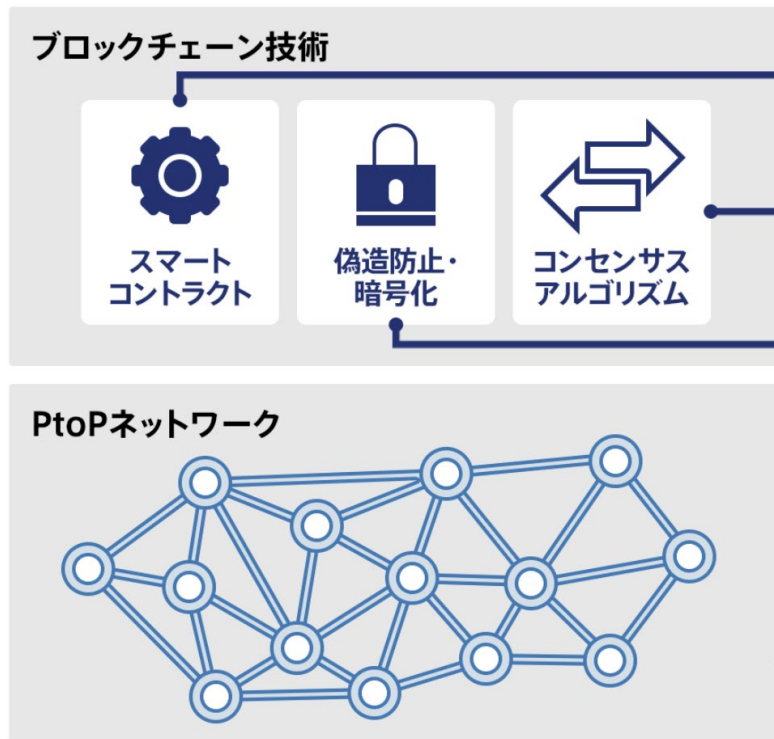 ブロックチェーン技術
スマート
コントラクト
偽造防止・
暗号化
コンセンサス
アルゴリズム
PtoPネットワーク